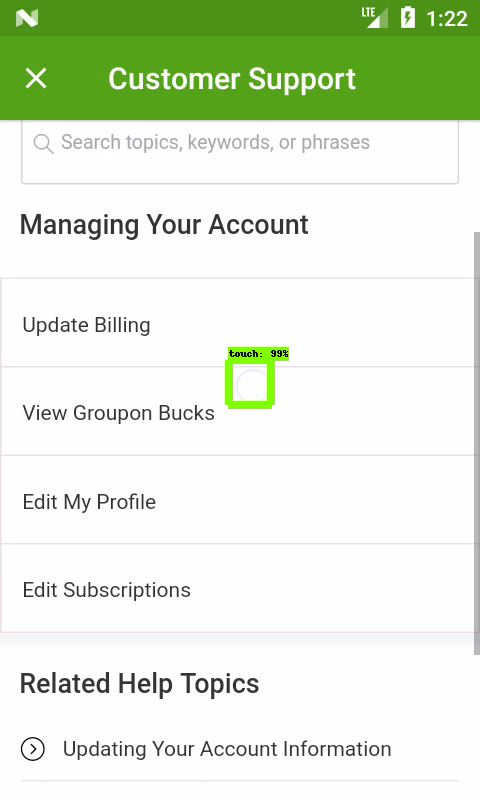 LTE 1:22
Customer Support
Search topics, keywords, or phrases
Managing Your Account
Update Billing
touch: 99%
View Groupon Bucks
Edit My Profile
Edit Subscriptions
Related Help Topics
Updating Your Account Information